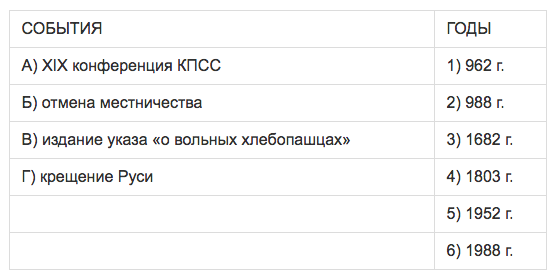 СОБЫТИЯ ГОДЫ
А) XIX конференция КПСС 1) 962 г.
Б) отмена местничества 2) 988 г.
В) издание указа «о вольных хлебопашцах» 3) 1682 г.
Г) крещение Руси 4) 1803 г.
5) 1952 г.
6) 1988 г.